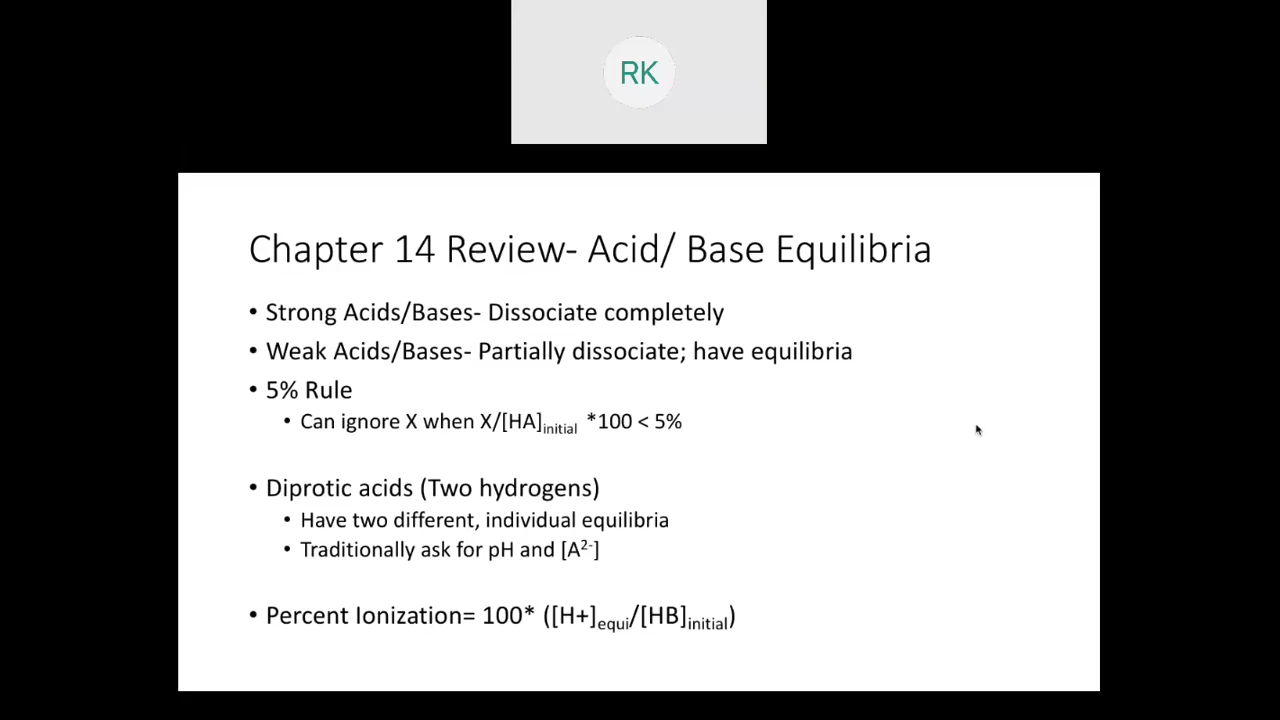 RK
Chapter 14 Review- Acid/ Base Equilibria
• Strong Acids/Bases- Dissociate completely
• Weak Acids/Bases- Partially dissociate; have equilibria
• 5% Rule
• Can ignore X when X/[HA]initial *100 < 5%
• Diprotic acids (Two hydrogens)
• Have two different, individual equilibria
• Traditionally ask for pH and [A2-]
• Percent Ionization= 100* ([H+]equi/[HB]initial)